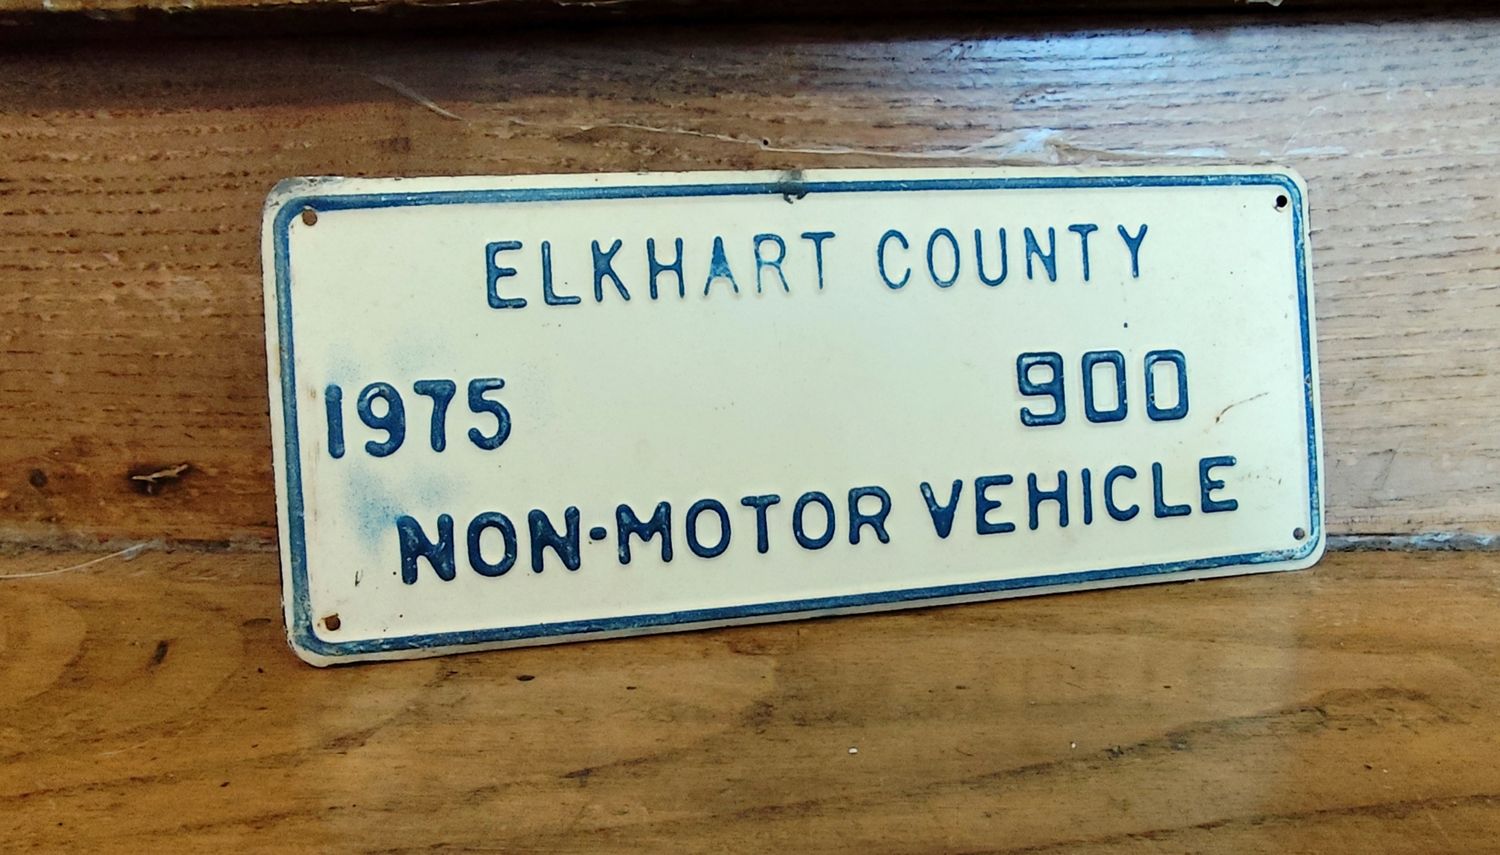 ELKHART COUNTY
1975 900
NON-MOTOR VEHICLE